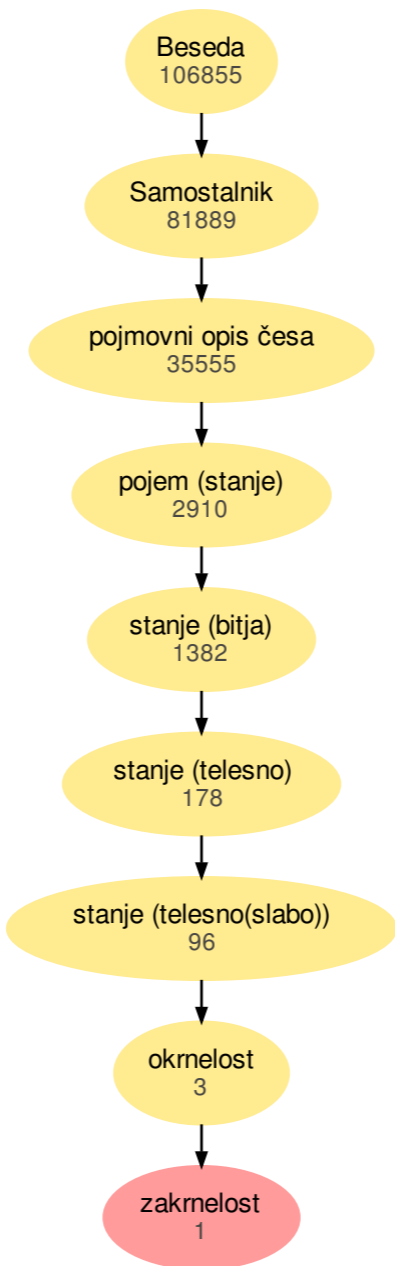 Beseda
106855
Samostalnik
81889
pojmovni opis česa
35555
pojem (stanje)
2910
stanje (bitja)
1382
stanje (telesno)
178
stanje (telesno(slabo))
96
okrnelost
3
zakrnelost
1